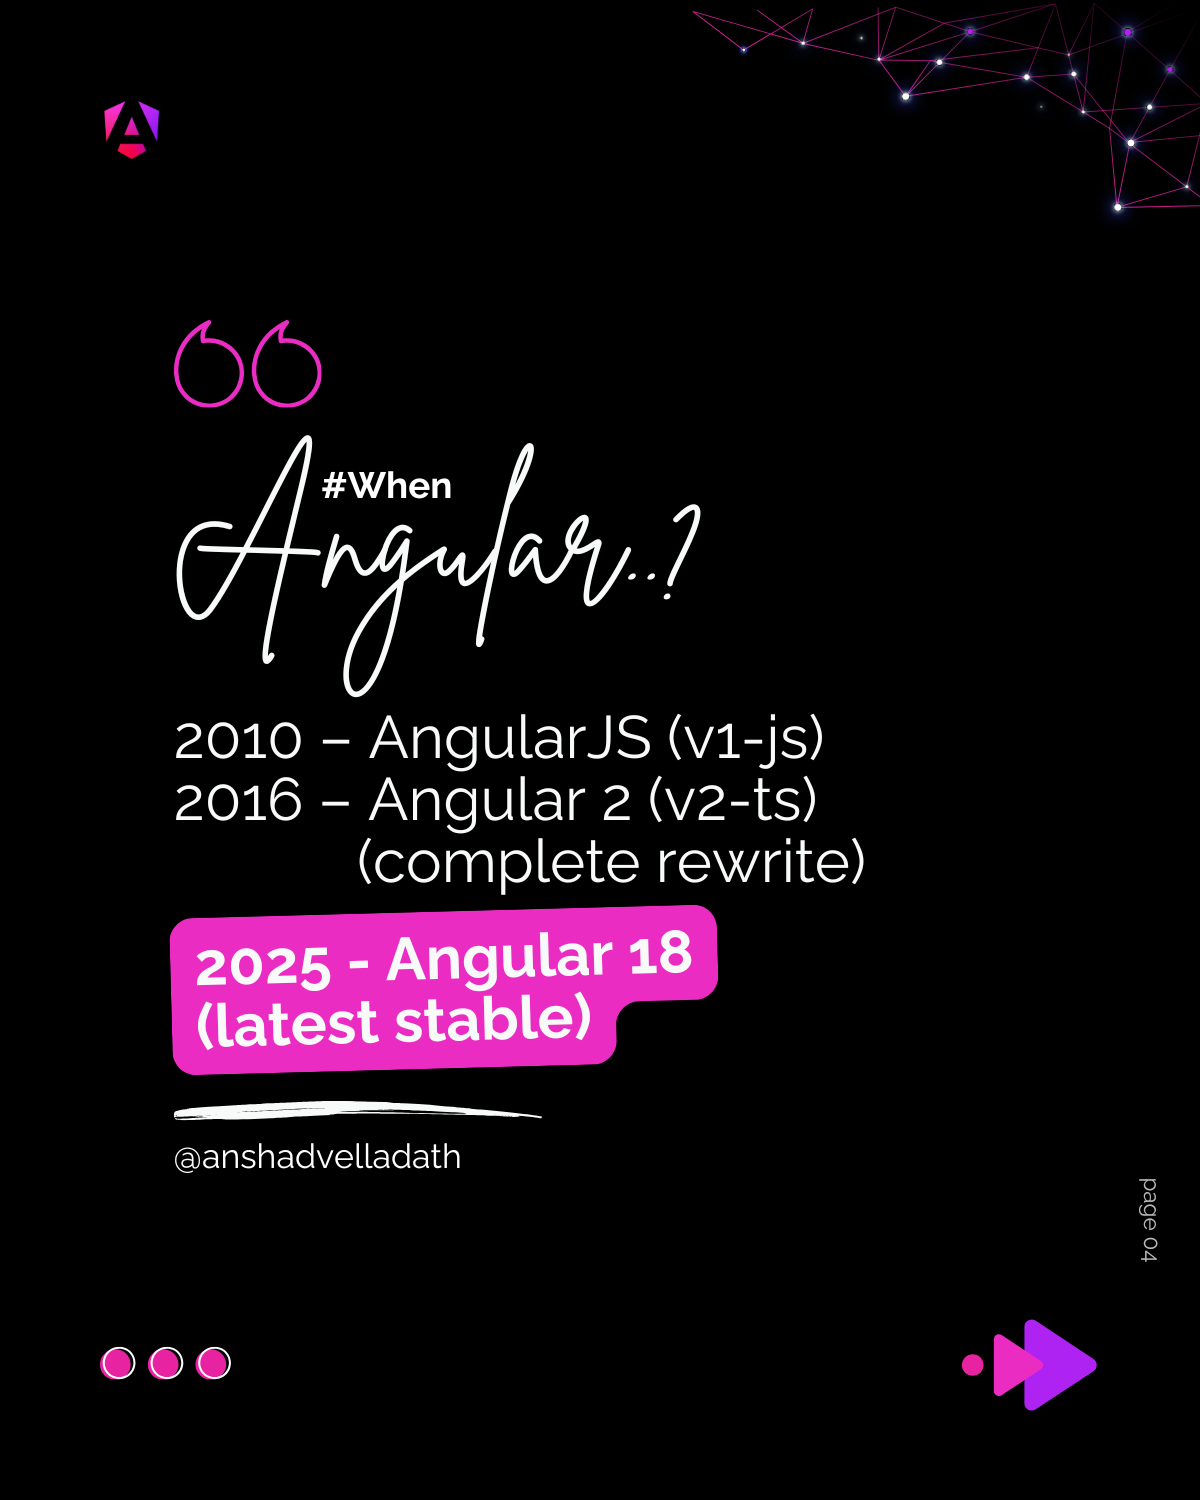 #When
Angular..?
2010 – AngularJS (v1-js)
2016 – Angular 2 (v2-ts)
(complete rewrite)
2025 - Angular 18
(latest stable)
@anshadvelladath
page 04